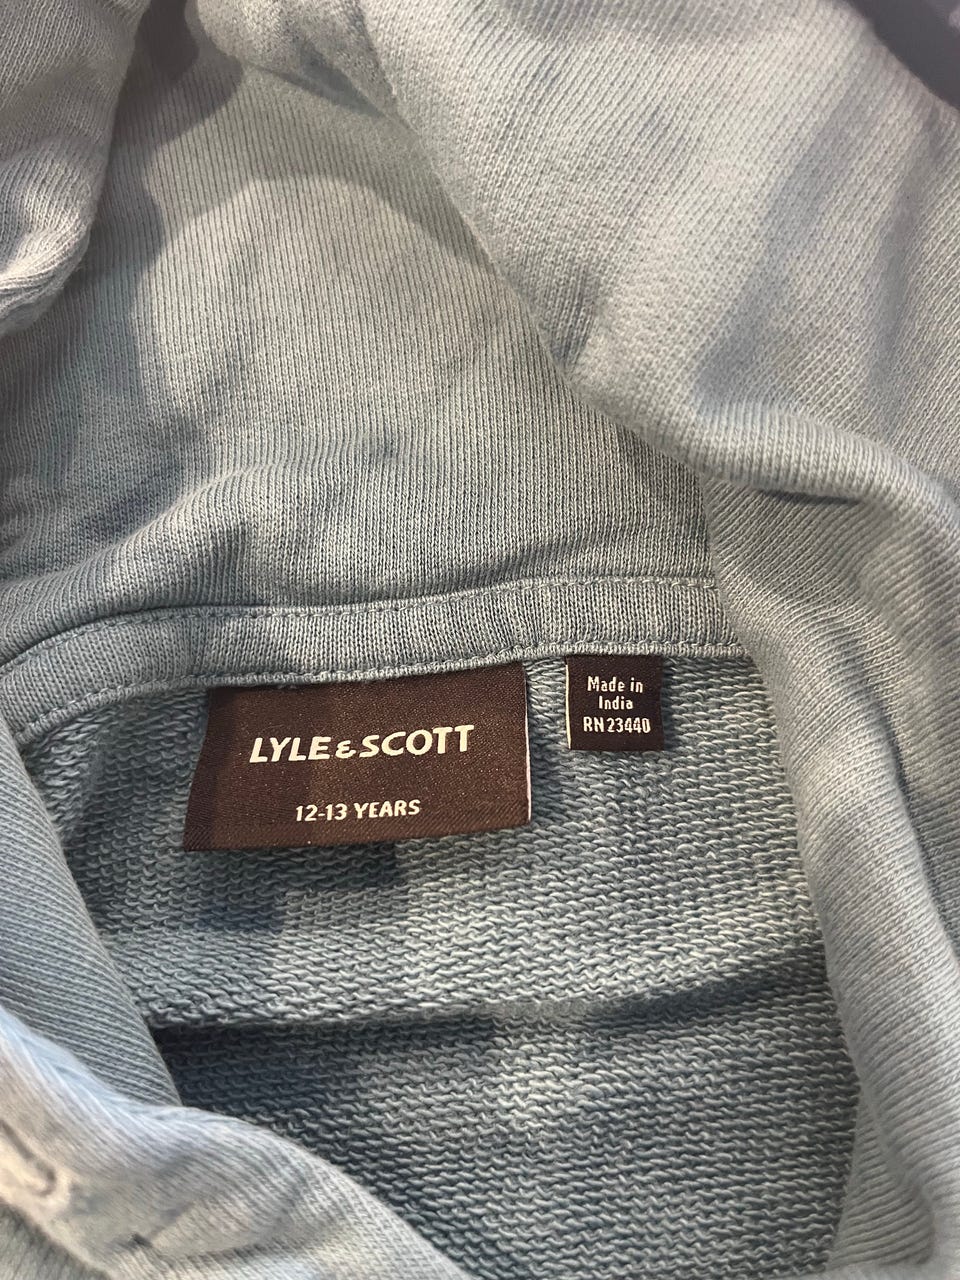 LYLE & SCOTT
12-13 YEARS
Made in
India
RN 23440